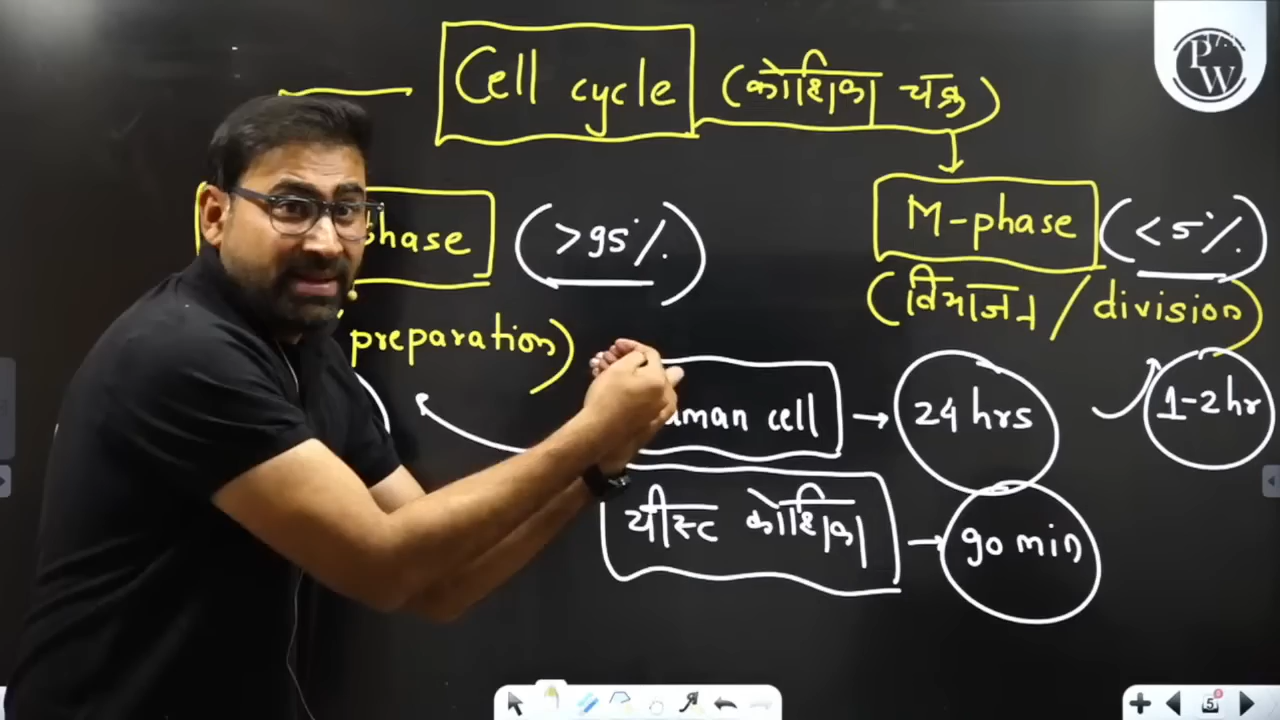 Cell cycle (कोशिका चक्र)
phase (>95%) M-phase (<5%)
preparation) (विभाजन / division)
cell → 24 hrs 1-2 hr
यीस्ट कोशिका → 90 min
PW
5